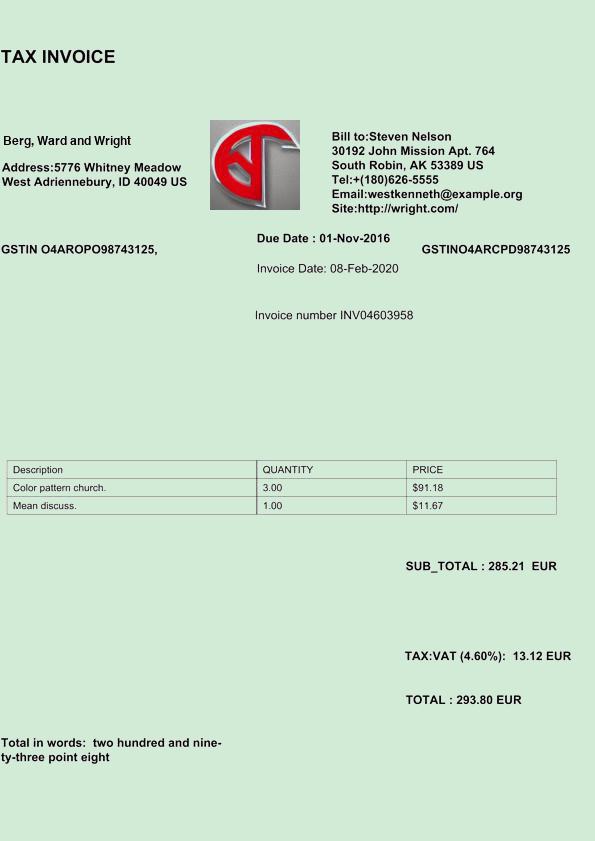 TAX INVOICE
Berg, Ward and Wright
Address:5776 Whitney Meadow
West Adriennebury, ID 40049 US
Bill to:Steven Nelson
30192 John Mission Apt. 764
South Robin, AK 53389 US
Tel:+(180)626-5555
Email:westkenneth@example.org
Site:http://wright.com/
GSTIN O4AROPO98743125,
Due Date : 01-Nov-2016
GSTINO4ARCPD98743125
Invoice Date: 08-Feb-2020
Invoice number INV04603958
Description QUANTITY PRICE
Color pattern church. 3.00 $91.18
Mean discuss. 1.00 $11.67
SUB_TOTAL : 285.21 EUR
TAX:VAT (4.60%): 13.12 EUR
TOTAL : 293.80 EUR
Total in words: two hundred and nine-
ty-three point eight